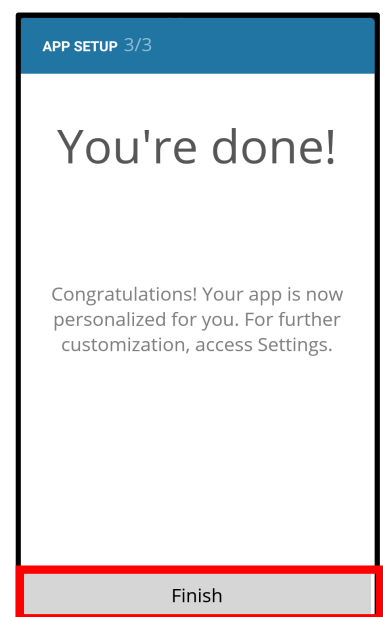 APP SETUP 3/3
You're done!
Congratulations! Your app is now
personalized for you. For further
customization, access Settings.
Finish